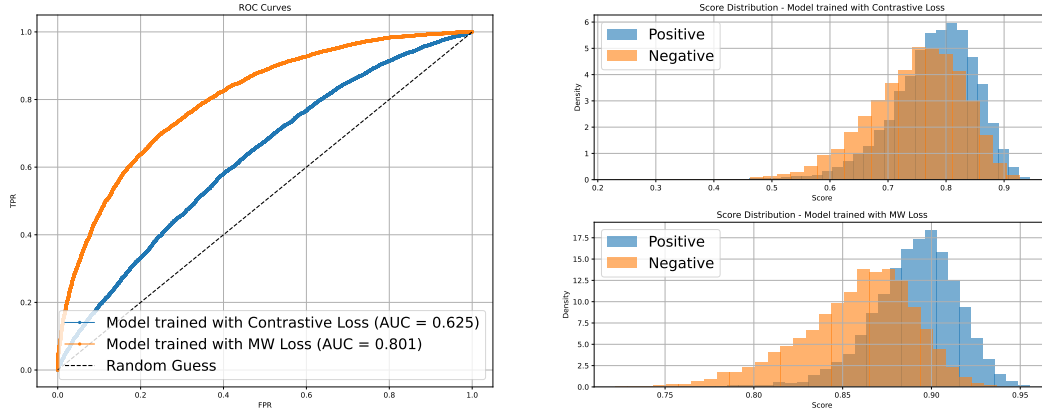 ROC Curves
1.0
0.8
0.6
0.4
0.2
0.0
TPR
0.0
0.2
0.4
0.6
0.8
1.0
FPR
Model trained with Contrastive Loss (AUC = 0.625)
Model trained with MW Loss (AUC = 0.801)
Random Guess
Score Distribution - Model trained with Contrastive Loss
6
5
4
3
2
1
0
Density
Positive
Negative
0.2
0.3
0.4
0.5
0.6
0.7
0.8
0.9
Score
Score Distribution - Model trained with MW Loss
17.5
15.0
12.5
10.0
7.5
5.0
2.5
0.0
Density
Positive
Negative
0.75
0.80
0.85
0.90
0.95
Score